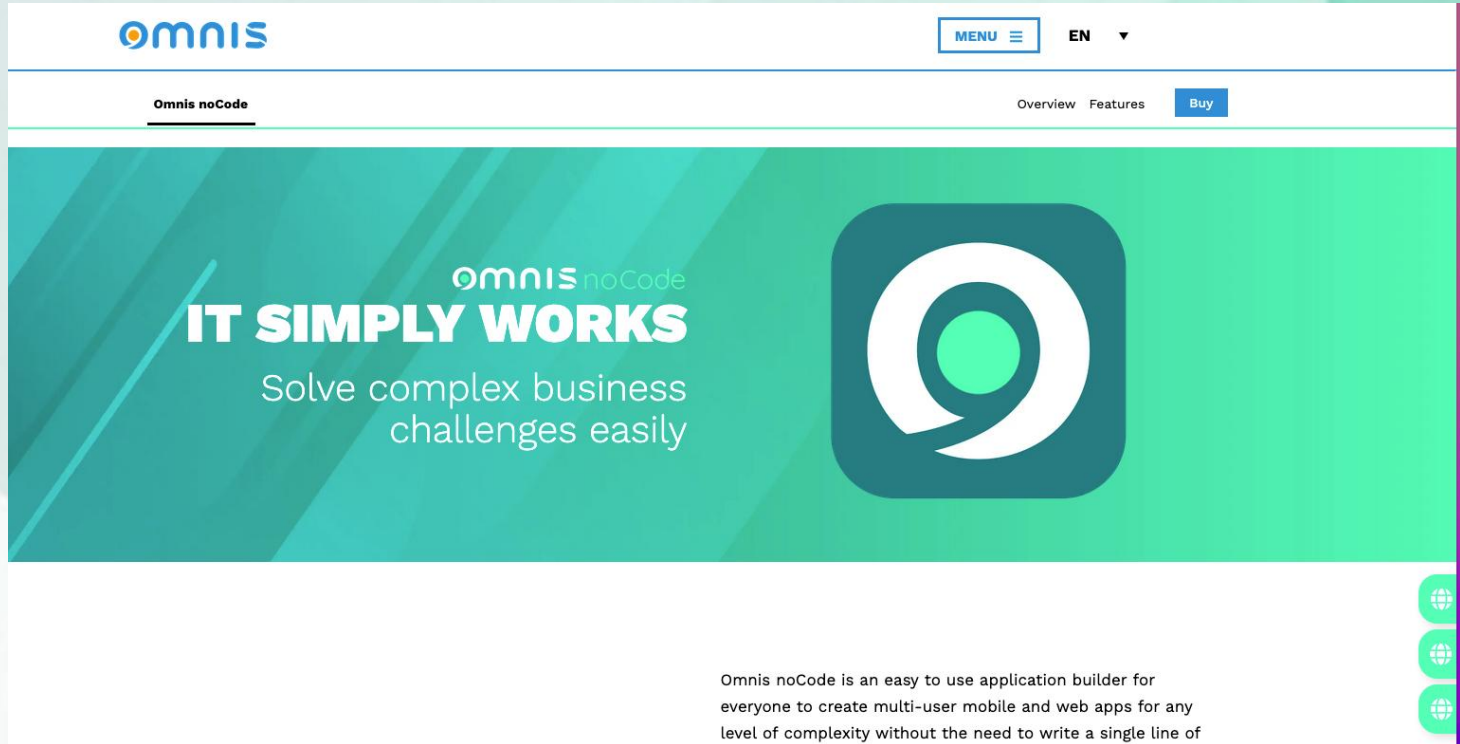 omnis
MENU
EN
Omnis noCode
Overview Features Buy
omnis noCode
IT SIMPLY WORKS
Solve complex business
challenges easily
Omnis noCode is an easy to use application builder for
everyone to create multi-user mobile and web apps for any
level of complexity without the need to write a single line of